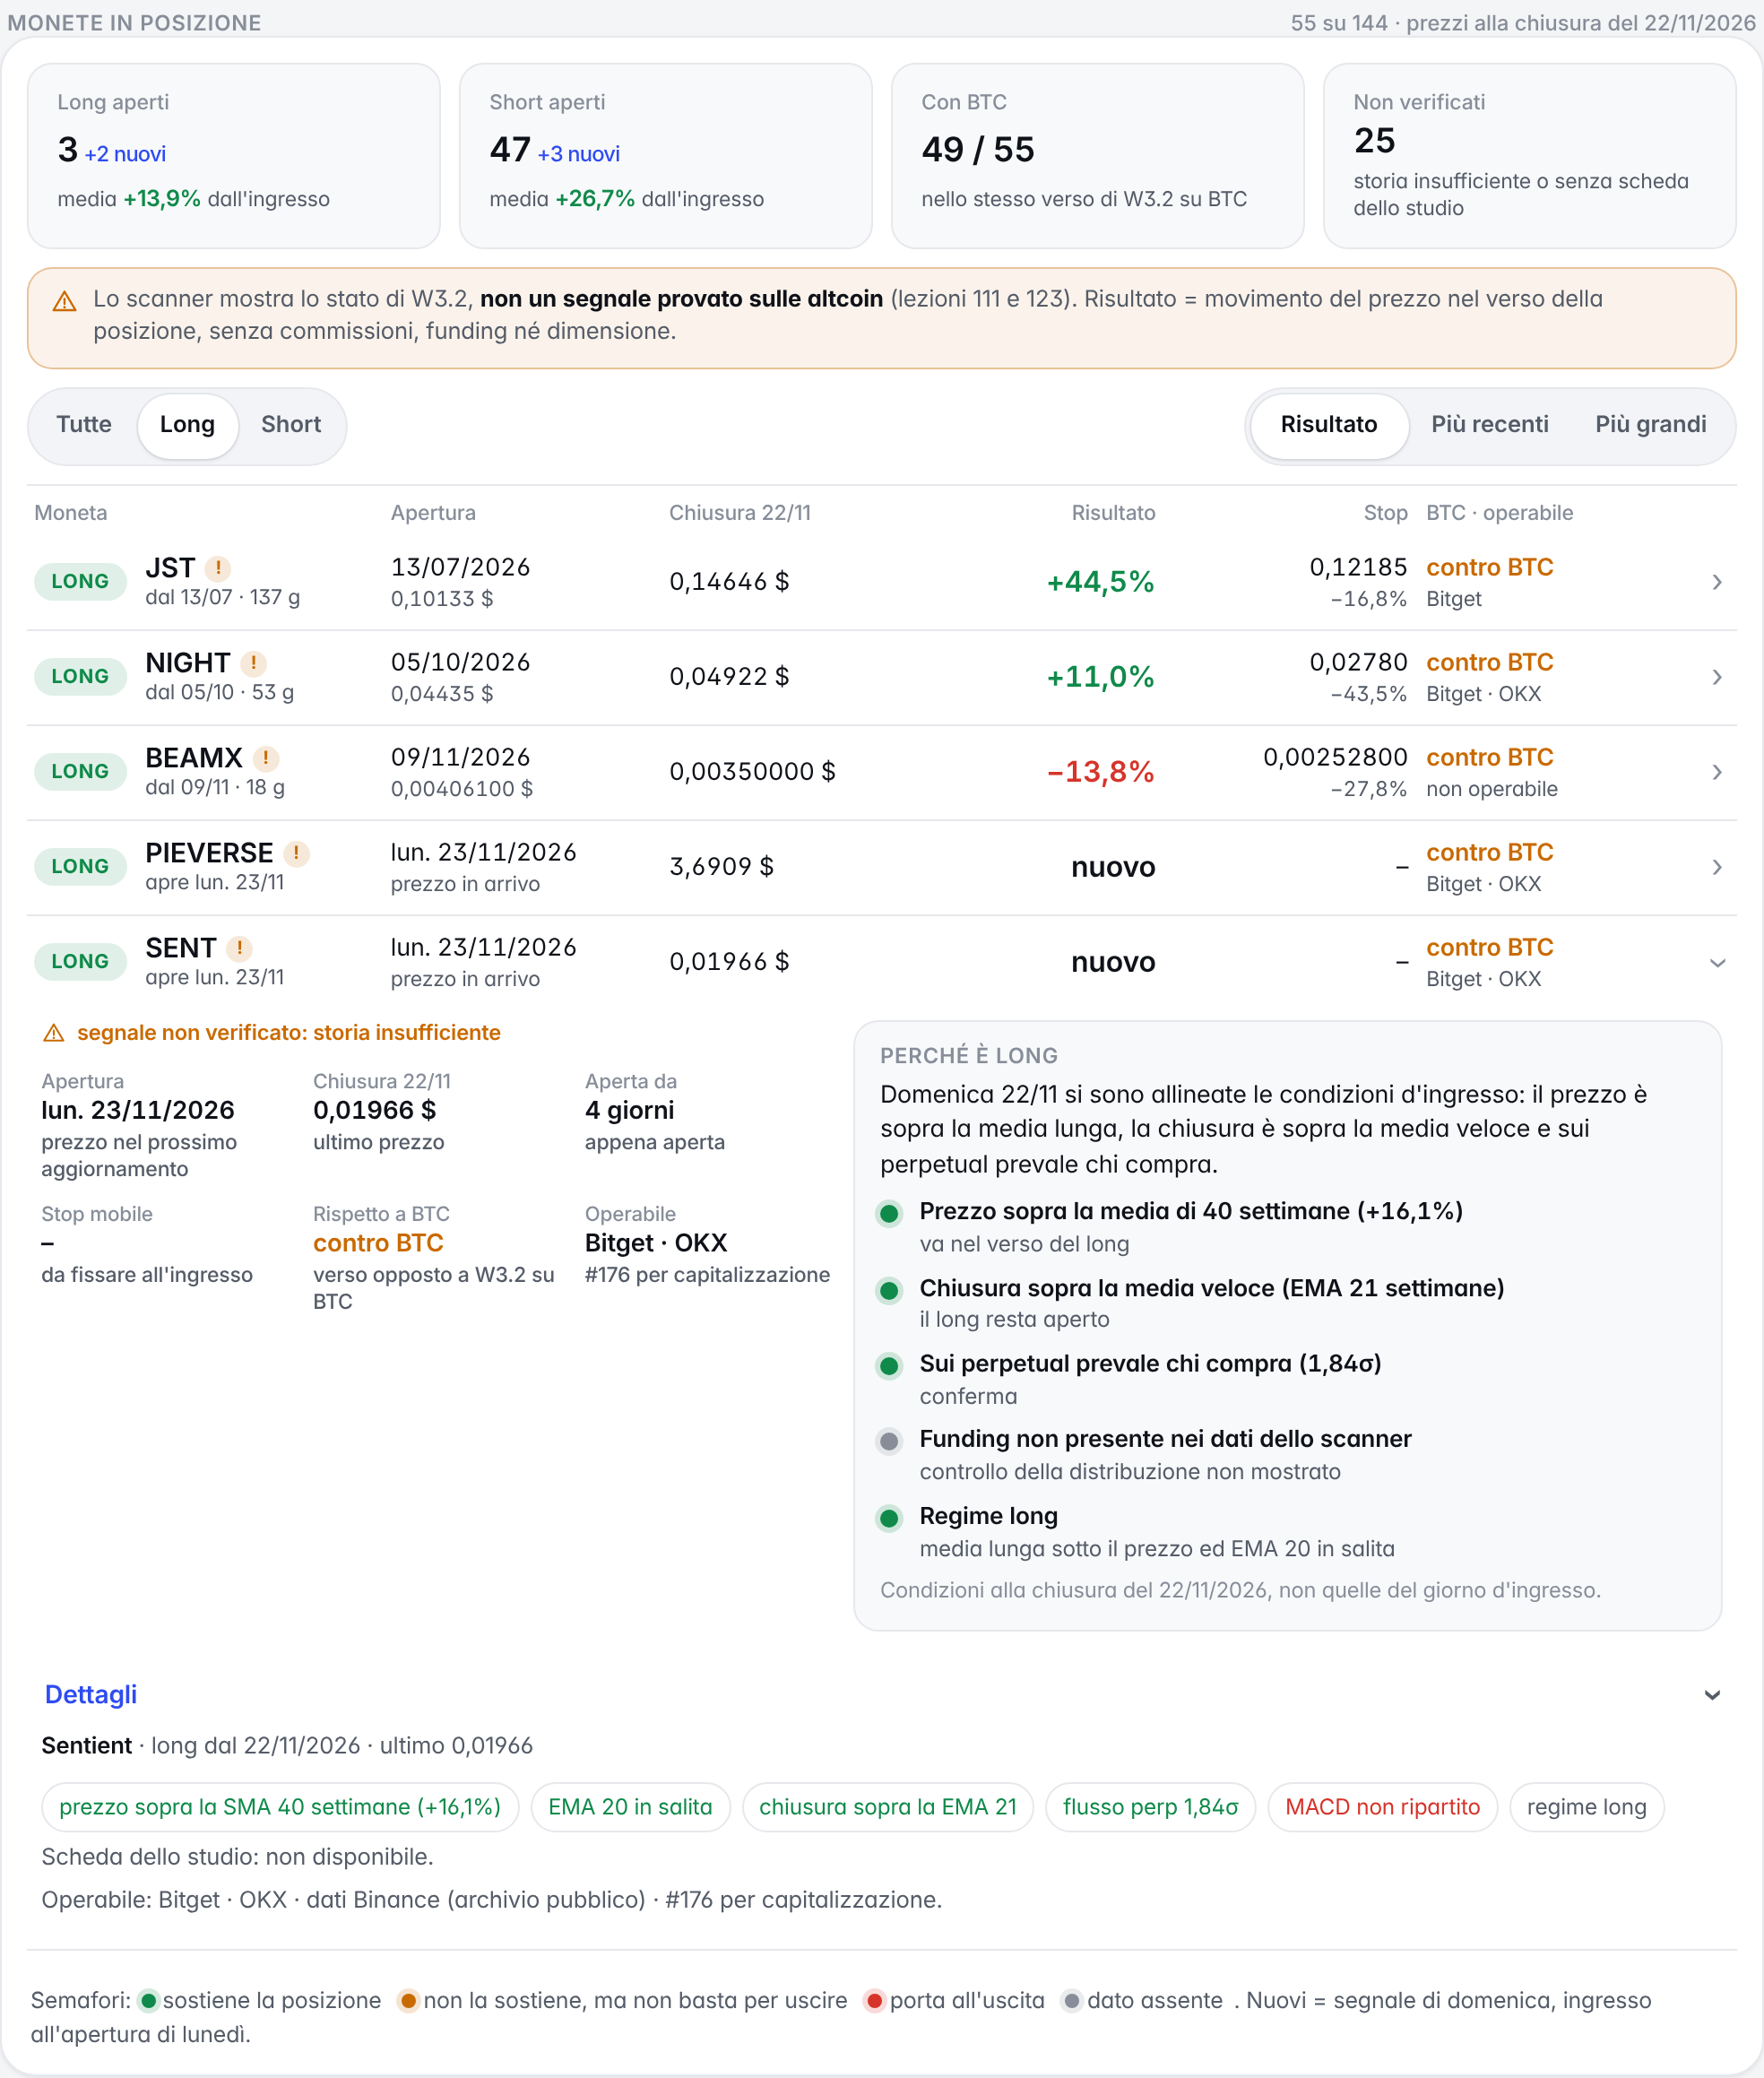 MONETE IN POSIZIONE
55 su 144 · prezzi alla chiusura del 22/11/2026
Long aperti
3 +2 nuovi
media +13,9% dall'ingresso
Short aperti
47 +3 nuovi
media +26,7% dall'ingresso
Con BTC
49 / 55
nello stesso verso di W3.2 su BTC
Non verificati
25
storia insufficiente o senza scheda
dello studio
Lo scanner mostra lo stato di W3.2, non un segnale provato sulle altcoin (lezioni 111 e 123). Risultato = movimento del prezzo nel verso della
posizione, senza commissioni, funding né dimensione.
Tutte Long Short
Risultato Più recenti Più grandi
Moneta Apertura Chiusura 22/11 Risultato Stop BTC · operabile
LONG JST ! 13/07/2026 0,14646 $ +44,5% 0,12185 contro BTC
dal 13/07 · 137 g 0,10133 $ −16,8% Bitget
LONG NIGHT ! 05/10/2026 0,04922 $ +11,0% 0,02780 contro BTC
dal 05/10 · 53 g 0,04435 $ −43,5% Bitget · OKX
LONG BEAMX ! 09/11/2026 0,00350000 $ −13,8% 0,00252800 contro BTC
dal 09/11 · 18 g 0,00406100 $ −27,8% non operabile
LONG PIEVERSE ! lun. 23/11/2026 3,6909 $ nuovo – contro BTC
apre lun. 23/11 prezzo in arrivo Bitget · OKX
LONG SENT ! lun. 23/11/2026 0,01966 $ nuovo – contro BTC
apre lun. 23/11 prezzo in arrivo Bitget · OKX
segnale non verificato: storia insufficiente
Apertura
lun. 23/11/2026
prezzo nel prossimo
aggiornamento
Chiusura 22/11
0,01966 $
ultimo prezzo
Aperta da
4 giorni
appena aperta
Stop mobile
–
da fissare all'ingresso
Rispetto a BTC
contro BTC
verso opposto a W3.2 su
BTC
Operabile
Bitget · OKX
#176 per capitalizzazione
PERCHÉ È LONG
Domenica 22/11 si sono allineate le condizioni d'ingresso: il prezzo è
sopra la media lunga, la chiusura è sopra la media veloce e sui
perpetual prevale chi compra.
Prezzo sopra la media di 40 settimane (+16,1%)
va nel verso del long
Chiusura sopra la media veloce (EMA 21 settimane)
il long resta aperto
Sui perpetual prevale chi compra (1,84σ)
conferma
Funding non presente nei dati dello scanner
controllo della distribuzione non mostrato
Regime long
media lunga sotto il prezzo ed EMA 20 in salita
Condizioni alla chiusura del 22/11/2026, non quelle del giorno d'ingresso.
Dettagli
Sentient · long dal 22/11/2026 · ultimo 0,01966
prezzo sopra la SMA 40 settimane (+16,1%) EMA 20 in salita chiusura sopra la EMA 21 flusso perp 1,84σ MACD non ripartito regime long
Scheda dello studio: non disponibile.
Operabile: Bitget · OKX · dati Binance (archivio pubblico) · #176 per capitalizzazione.
Semafori: sostiene la posizione non la sostiene, ma non basta per uscire porta all'uscita dato assente . Nuovi = segnale di domenica, ingresso
all'apertura di lunedì.